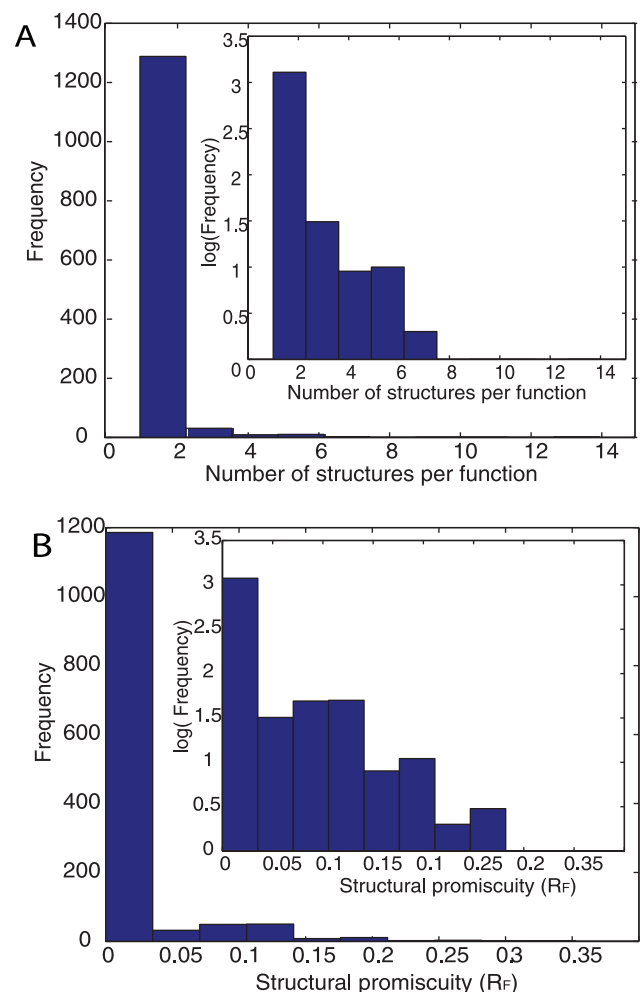 A
1400
1200
1000
800
600
400
200
0
Frequency
0 2 4 6 8 10 12 14
Number of structures per function
3.5
3
2.5
2
1.5
1
0.5
0
log(Frequency)
0 2 4 6 8 10 12 14
Number of structures per function
B
1200
1000
800
600
400
200
0
Frequency
0 0.05 0.1 0.15 0.2 0.25 0.3 0.35
Structural promiscuity (RF)
3.5
3
2.5
2
1.5
1
0.5
0
log( Frequency)
0 0.05 0.1 0.15 0.1 0.25 0.2 0.35
Structural promiscuity (RF)